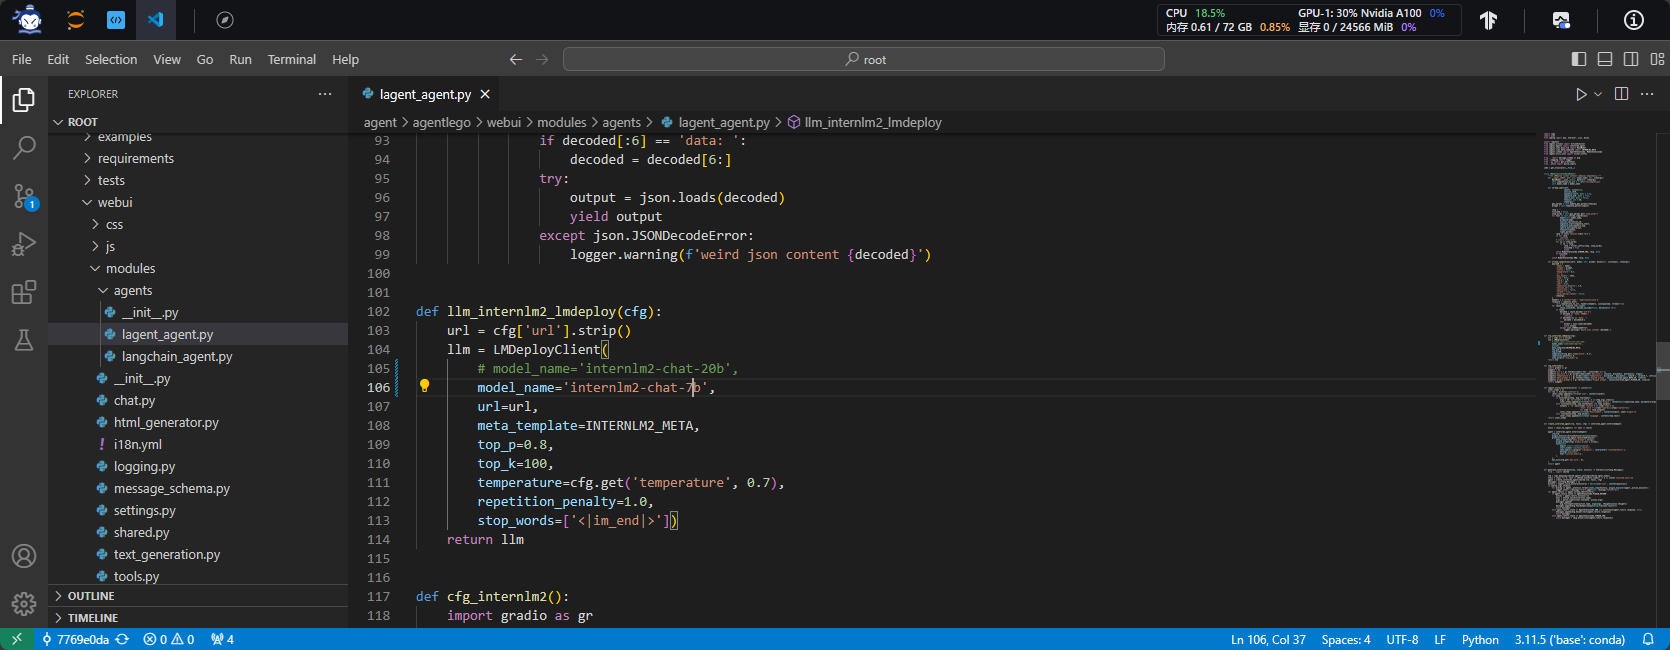 CPU 18.5% GPU-1: 30% Nvidia A100 0%
内存 0.61 / 72 GB 0.85% 显存 0 / 24566 MiB 0%
File Edit Selection View Go Run Terminal Help
root
EXPLORER
lagent_agent.py
ROOT
agent > agentlego > webui > modules > agents > lagent_agent.py > llm_internlm2_lmdeploy
examples
requirements
tests
webui
css
js
modules
agents
__init__.py
lagent_agent.py
langchain_agent.py
__init__.py
chat.py
html_generator.py
! i18n.yml
logging.py
message_schema.py
settings.py
shared.py
text_generation.py
tools.py
OUTLINE
TIMELINE
1
93 if decoded[:6] == 'data: ':
94 decoded = decoded[6:]
95 try:
96 output = json.loads(decoded)
97 yield output
98 except json.JSONDecodeError:
99 logger.warning(f'weird json content {decoded}')
100
101
102 def llm_internlm2_lmdeploy(cfg):
103 url = cfg['url'].strip()
104 llm = LMDeployClient(
105 # model_name='internlm2-chat-20b',
106 model_name='internlm2-chat-7b',
107 url=url,
108 meta_template=INTERNLM2_META,
109 top_p=0.8,
110 top_k=100,
111 temperature=cfg.get('temperature', 0.7),
112 repetition_penalty=1.0,
113 stop_words=['<|im_end|>'])
114 return llm
115
116
117 def cfg_internlm2():
118 import gradio as gr
7769e0da 0 0 4
Ln 106, Col 37 Spaces: 4 UTF-8 LF Python 3.11.5 ('base': conda)